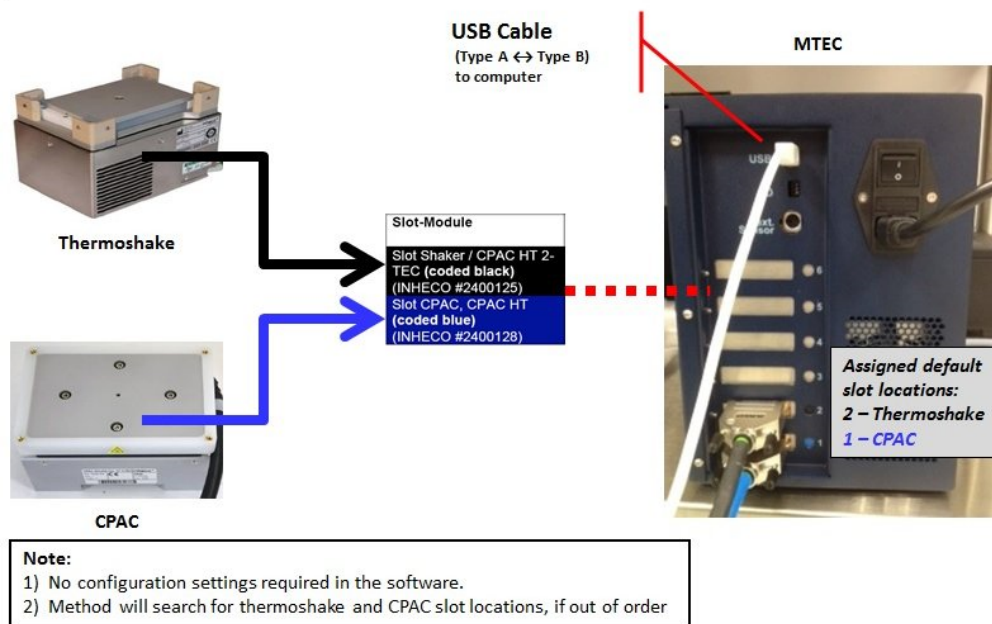 USB Cable
(Type A ↔ Type B)
to computer
MTEC
Thermoshake
Slot-Module
Slot Shaker / CPAC HT 2-
TEC (coded black)
(INHECO #2400125)
Slot CPAC, CPAC HT
(coded blue)
(INHECO #2400128)
USB
ext.
Sensor
6
5
4
3
2
1
I
O
Assigned default
slot locations:
2 – Thermoshake
1 – CPAC
CPAC
Note:
1) No configuration settings required in the software.
2) Method will search for thermoshake and CPAC slot locations, if out of order